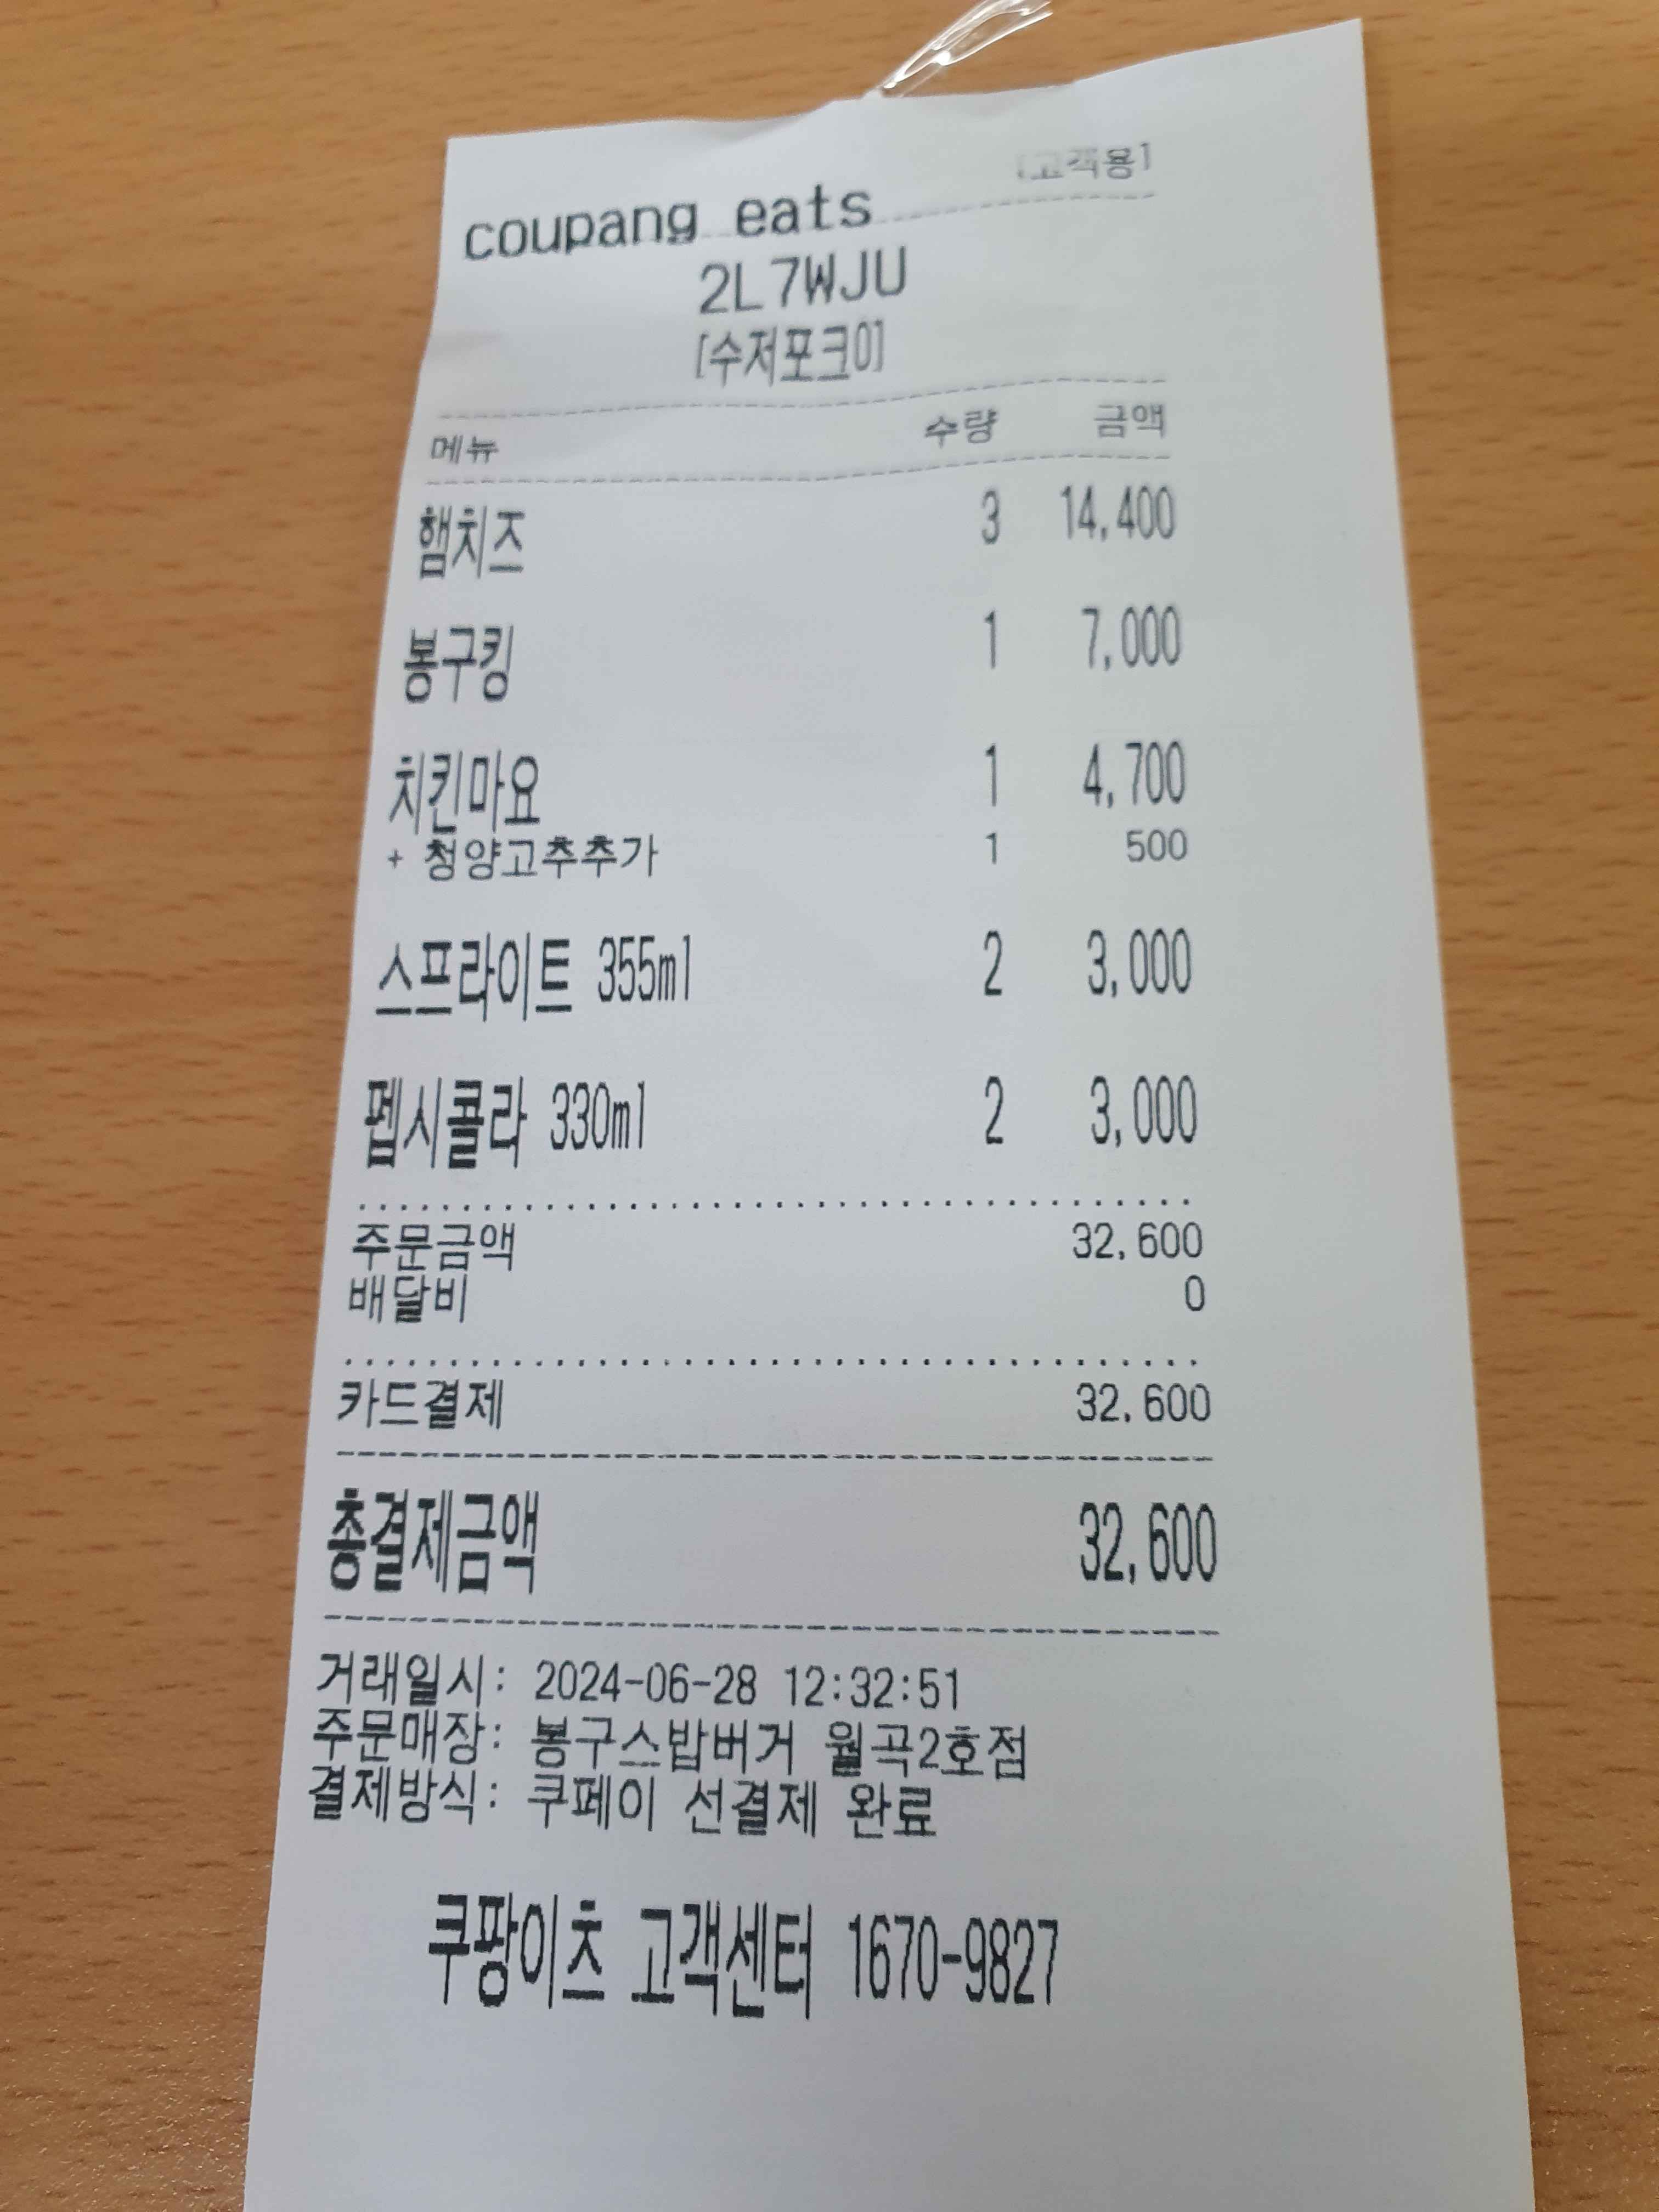 [고객용]
coupang eats
2L7WJU
[수저포크0]
메뉴 수량 금액
햄치즈 3 14,400
봉구킹 1 7,000
치킨마요 1 4,700
+ 청양고추추가 1 500
스프라이트 355ml 2 3,000
펩시콜라 330ml 2 3,000
주문금액 32,600
배달비 0
카드결제 32,600
총결제금액 32,600
거래일시: 2024-06-28 12:32:51
주문매장: 봉구스밥버거 월곡2호점
결제방식: 쿠페이 선결제 완료
쿠팡이츠 고객센터 1670-9827